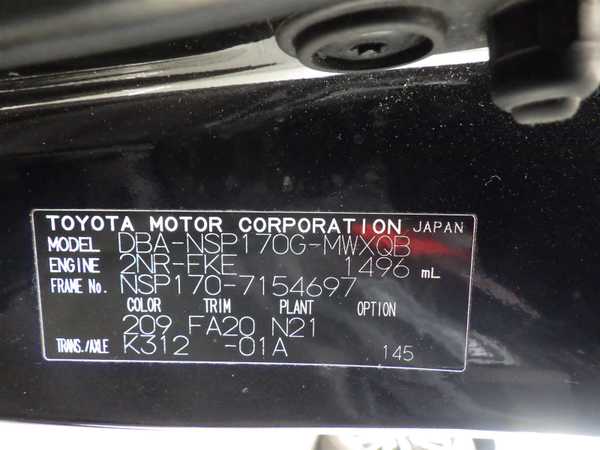 TOYOTA MOTOR CORPORATION JAPAN
MODEL DBA-NSP170G-MWXQB
ENGINE 2NR-FKE 1496 mL
FRAME No. NSP170-7154697
COLOR TRIM PLANT OPTION
209 FA20 N21
TRANS./AXLE K312 -01A 145